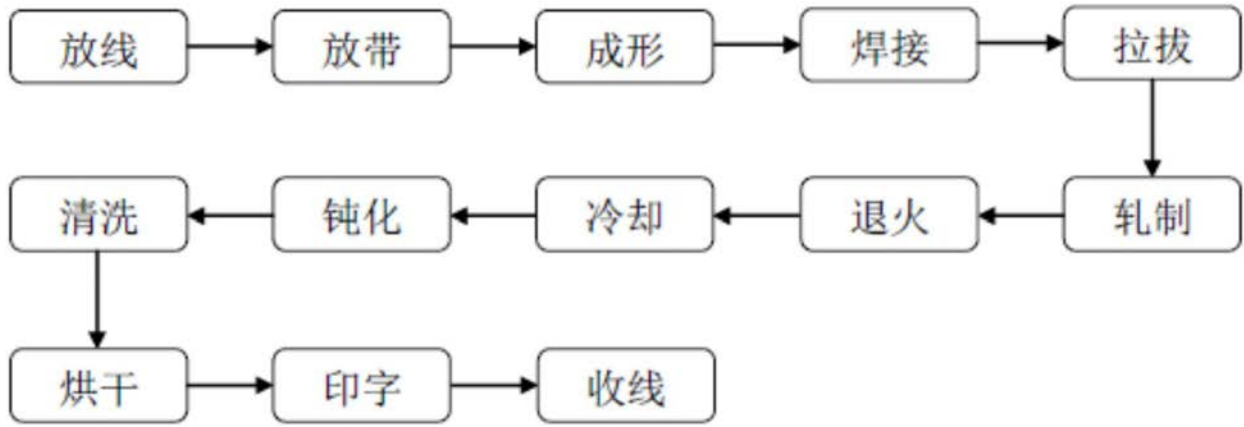 放线 放带 成形 焊接 拉拔
清洗 钝化 冷却 退火 轧制
烘干 印字 收线